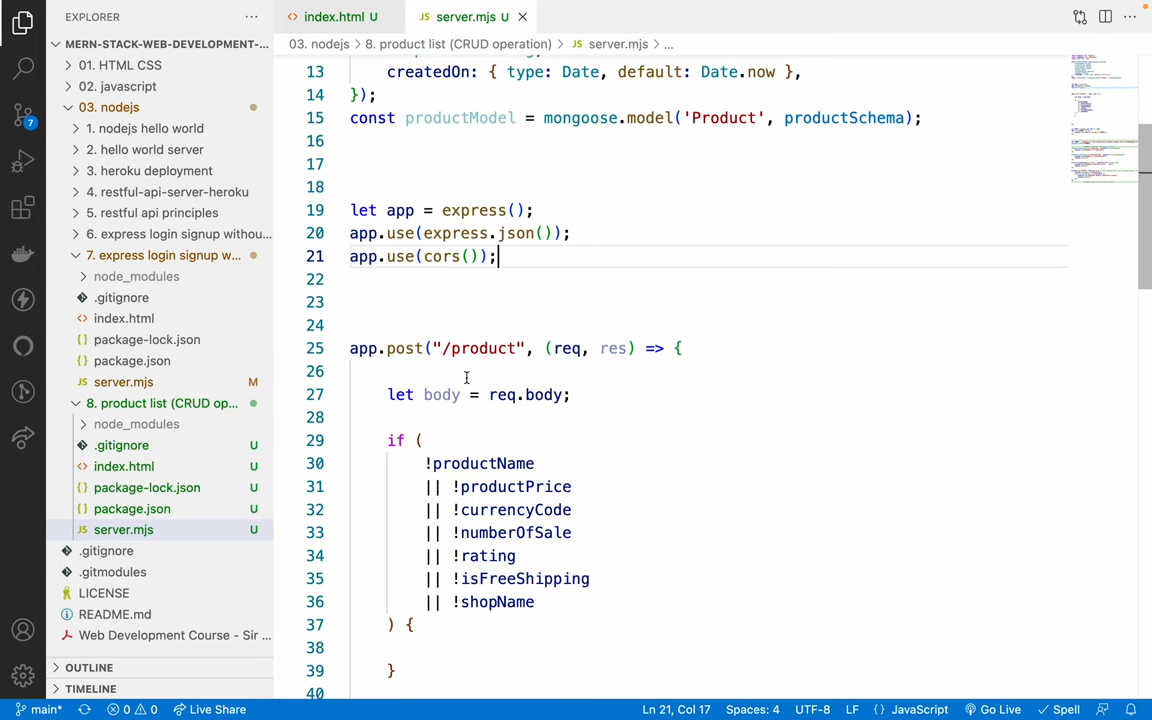 EXPLORER
MERN-STACK-WEB-DEVELOPMENT-...
01. HTML CSS
02. javascript
03. nodejs
1. nodejs hello world
2. hello world server
3. heroku deployment
4. restful-api-server-heroku
5. restful api principles
6. express login signup withou...
7. express login signup w...
node_modules
.gitignore
index.html
package-lock.json
package.json
server.mjs M
8. product list (CRUD op...
node_modules
.gitignore U
index.html U
package-lock.json U
package.json U
server.mjs U
.gitignore
.gitmodules
LICENSE
README.md
Web Development Course - Sir ...
OUTLINE
TIMELINE
7
index.html U
JS server.mjs U
03. nodejs > 8. product list (CRUD operation) > JS server.mjs > ...
13 createdOn: { type: Date, default: Date.now },
14 });
15 const productModel = mongoose.model('Product', productSchema);
16
17
18
19 let app = express();
20 app.use(express.json());
21 app.use(cors());
22
23
24
25 app.post("/product", (req, res) => {
26
27 let body = req.body;
28
29 if (
30 !productName
31 || !productPrice
32 || !currencyCode
33 || !numberOfSale
34 || !rating
35 || !isFreeShipping
36 || !shopName
37 ) {
38
39 }
40
main* 0 0 Live Share Ln 21, Col 17 Spaces: 4 UTF-8 LF {} JavaScript Go Live Spell